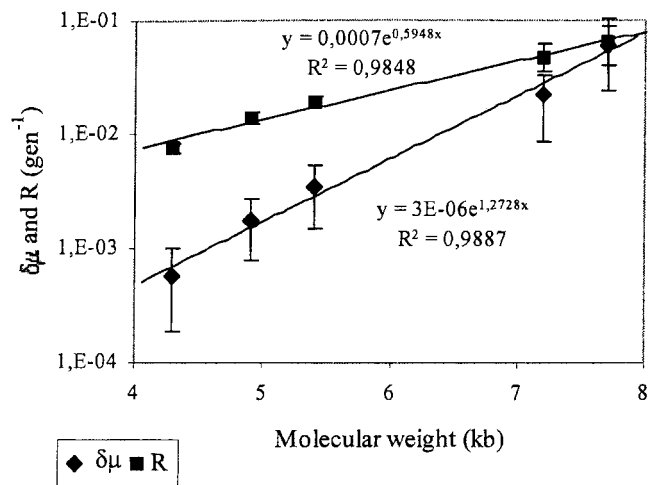 1,E-01
y = 0,0007e^0,5948x
R² = 0,9848
1,E-02
δμ and R (gen⁻¹)
y = 3E-06e^1,2728x
R² = 0,9887
1,E-03
1,E-04
4 5 6 7 8
Molecular weight (kb)
δμ R